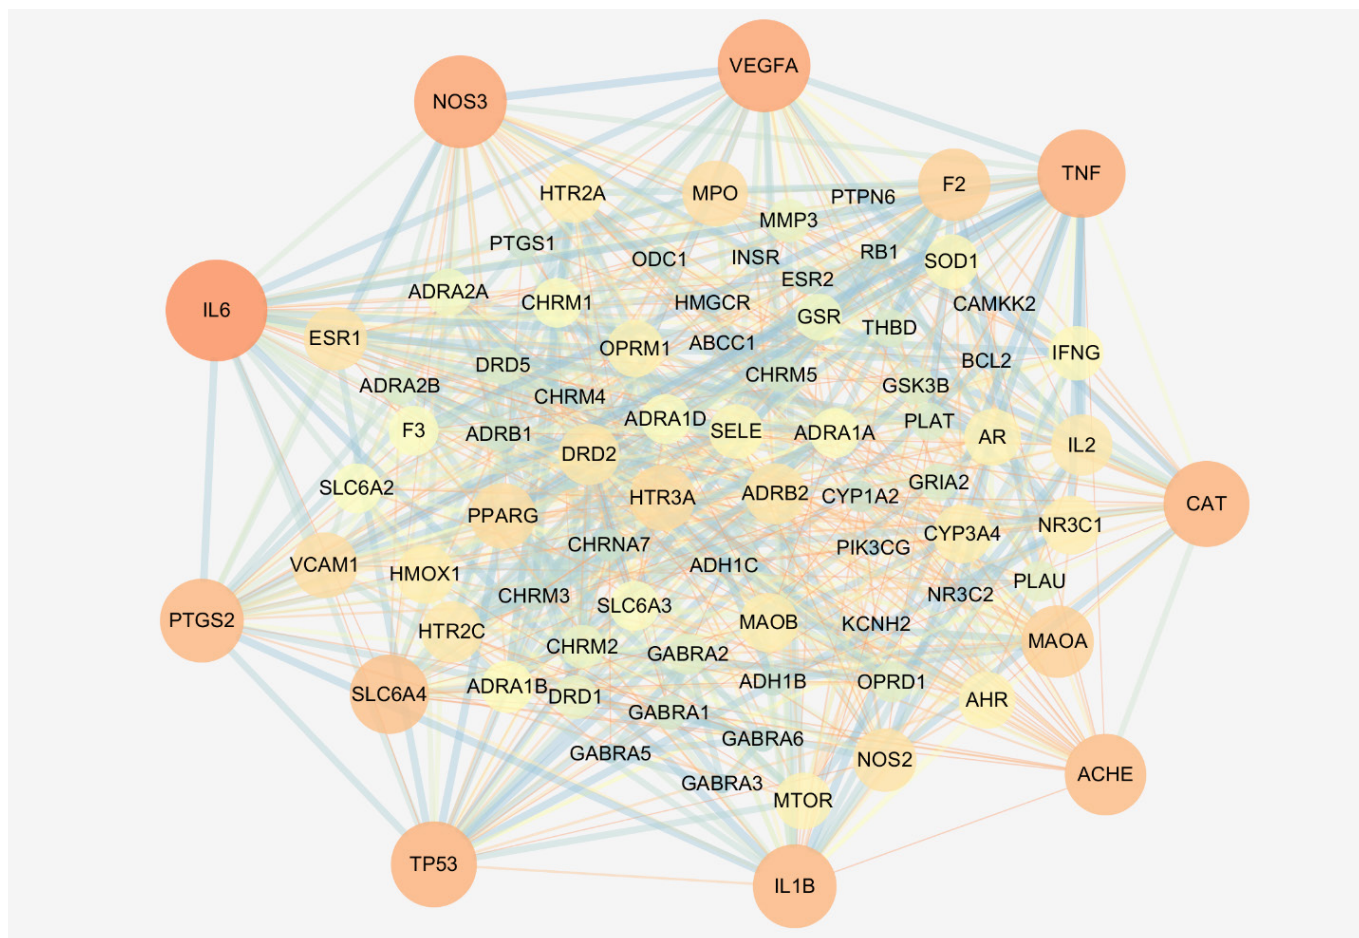 VEGFA
NOS3
TNF
F2
HTR2A
MPO
PTPN6
MMP3
PTGS1
ODC1
INSR
RB1
SOD1
ESR2
ADRA2A
CHRM1
HMGCR
CAMKK2
IL6
GSR
THBD
ESR1
OPRM1
ABCC1
IFNG
BCL2
DRD5
CHRM5
ADRA2B
GSK3B
CHRM4
F3
ADRB1
ADRA1D
SELE
ADRA1A
PLAT
AR
IL2
DRD2
SLC6A2
GRIA2
HTR3A
ADRB2
CYP1A2
CAT
PPARG
NR3C1
CYP3A4
CHRNA7
PIK3CG
VCAM1
HMOX1
ADH1C
PLAU
CHRM3
NR3C2
SLC6A3
PTGS2
HTR2C
MAOB
KCNH2
MAOA
CHRM2
GABRA2
SLC6A4
ADRA1B
DRD1
ADH1B
OPRD1
AHR
GABRA1
GABRA6
GABRA5
NOS2
ACHE
GABRA3
MTOR
TP53
IL1B